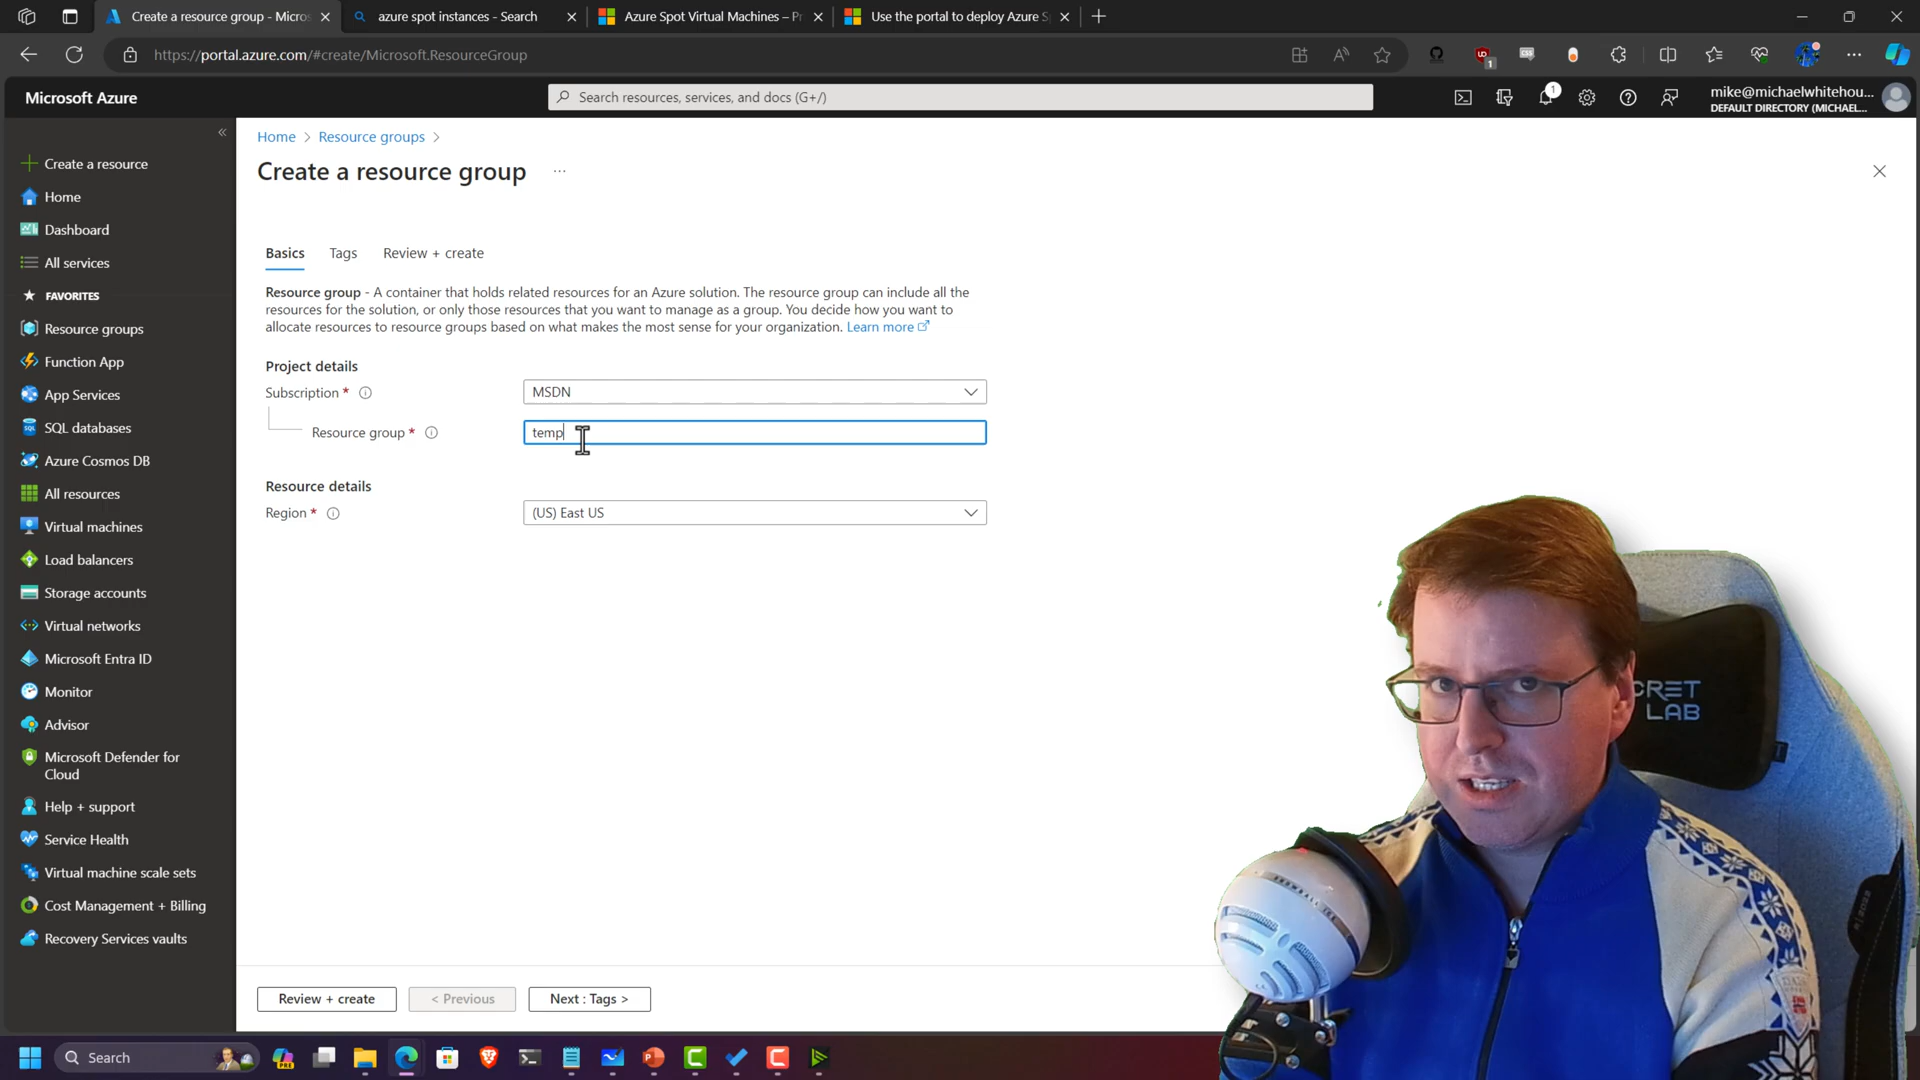 Create a resource group - Micros
azure spot instances - Search
Azure Spot Virtual Machines – Pr
Use the portal to deploy Azure S
https://portal.azure.com/#create/Microsoft.ResourceGroup
Microsoft Azure
Search resources, services, and docs (G+/)
1
1
mike@michaelwhitehou...
DEFAULT DIRECTORY (MICHAEL...
Create a resource
Home
Dashboard
All services
FAVORITES
Resource groups
Function App
App Services
SQL databases
Azure Cosmos DB
All resources
Virtual machines
Load balancers
Storage accounts
Virtual networks
Microsoft Entra ID
Monitor
Advisor
Microsoft Defender for
Cloud
Help + support
Service Health
Virtual machine scale sets
Cost Management + Billing
Recovery Services vaults
Home > Resource groups >
Create a resource group ...
Basics Tags Review + create
Resource group - A container that holds related resources for an Azure solution. The resource group can include all the
resources for the solution, or only those resources that you want to manage as a group. You decide how you want to
allocate resources to resource groups based on what makes the most sense for your organization. Learn more
Project details
Subscription * MSDN
Resource group * temp
Resource details
Region * (US) East US
CRET
LAB
Review + create < Previous Next : Tags >
Search
PRE